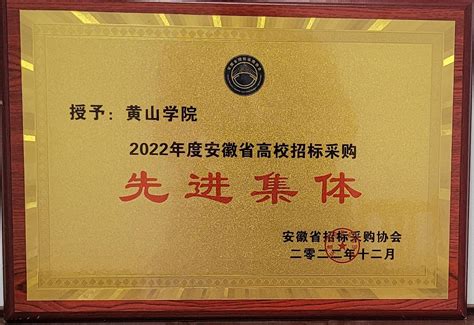 授予：黄山学院
2022年度安徽省高校招标采购
先进集体
安徽省招标采购协会
二零二二年十二月